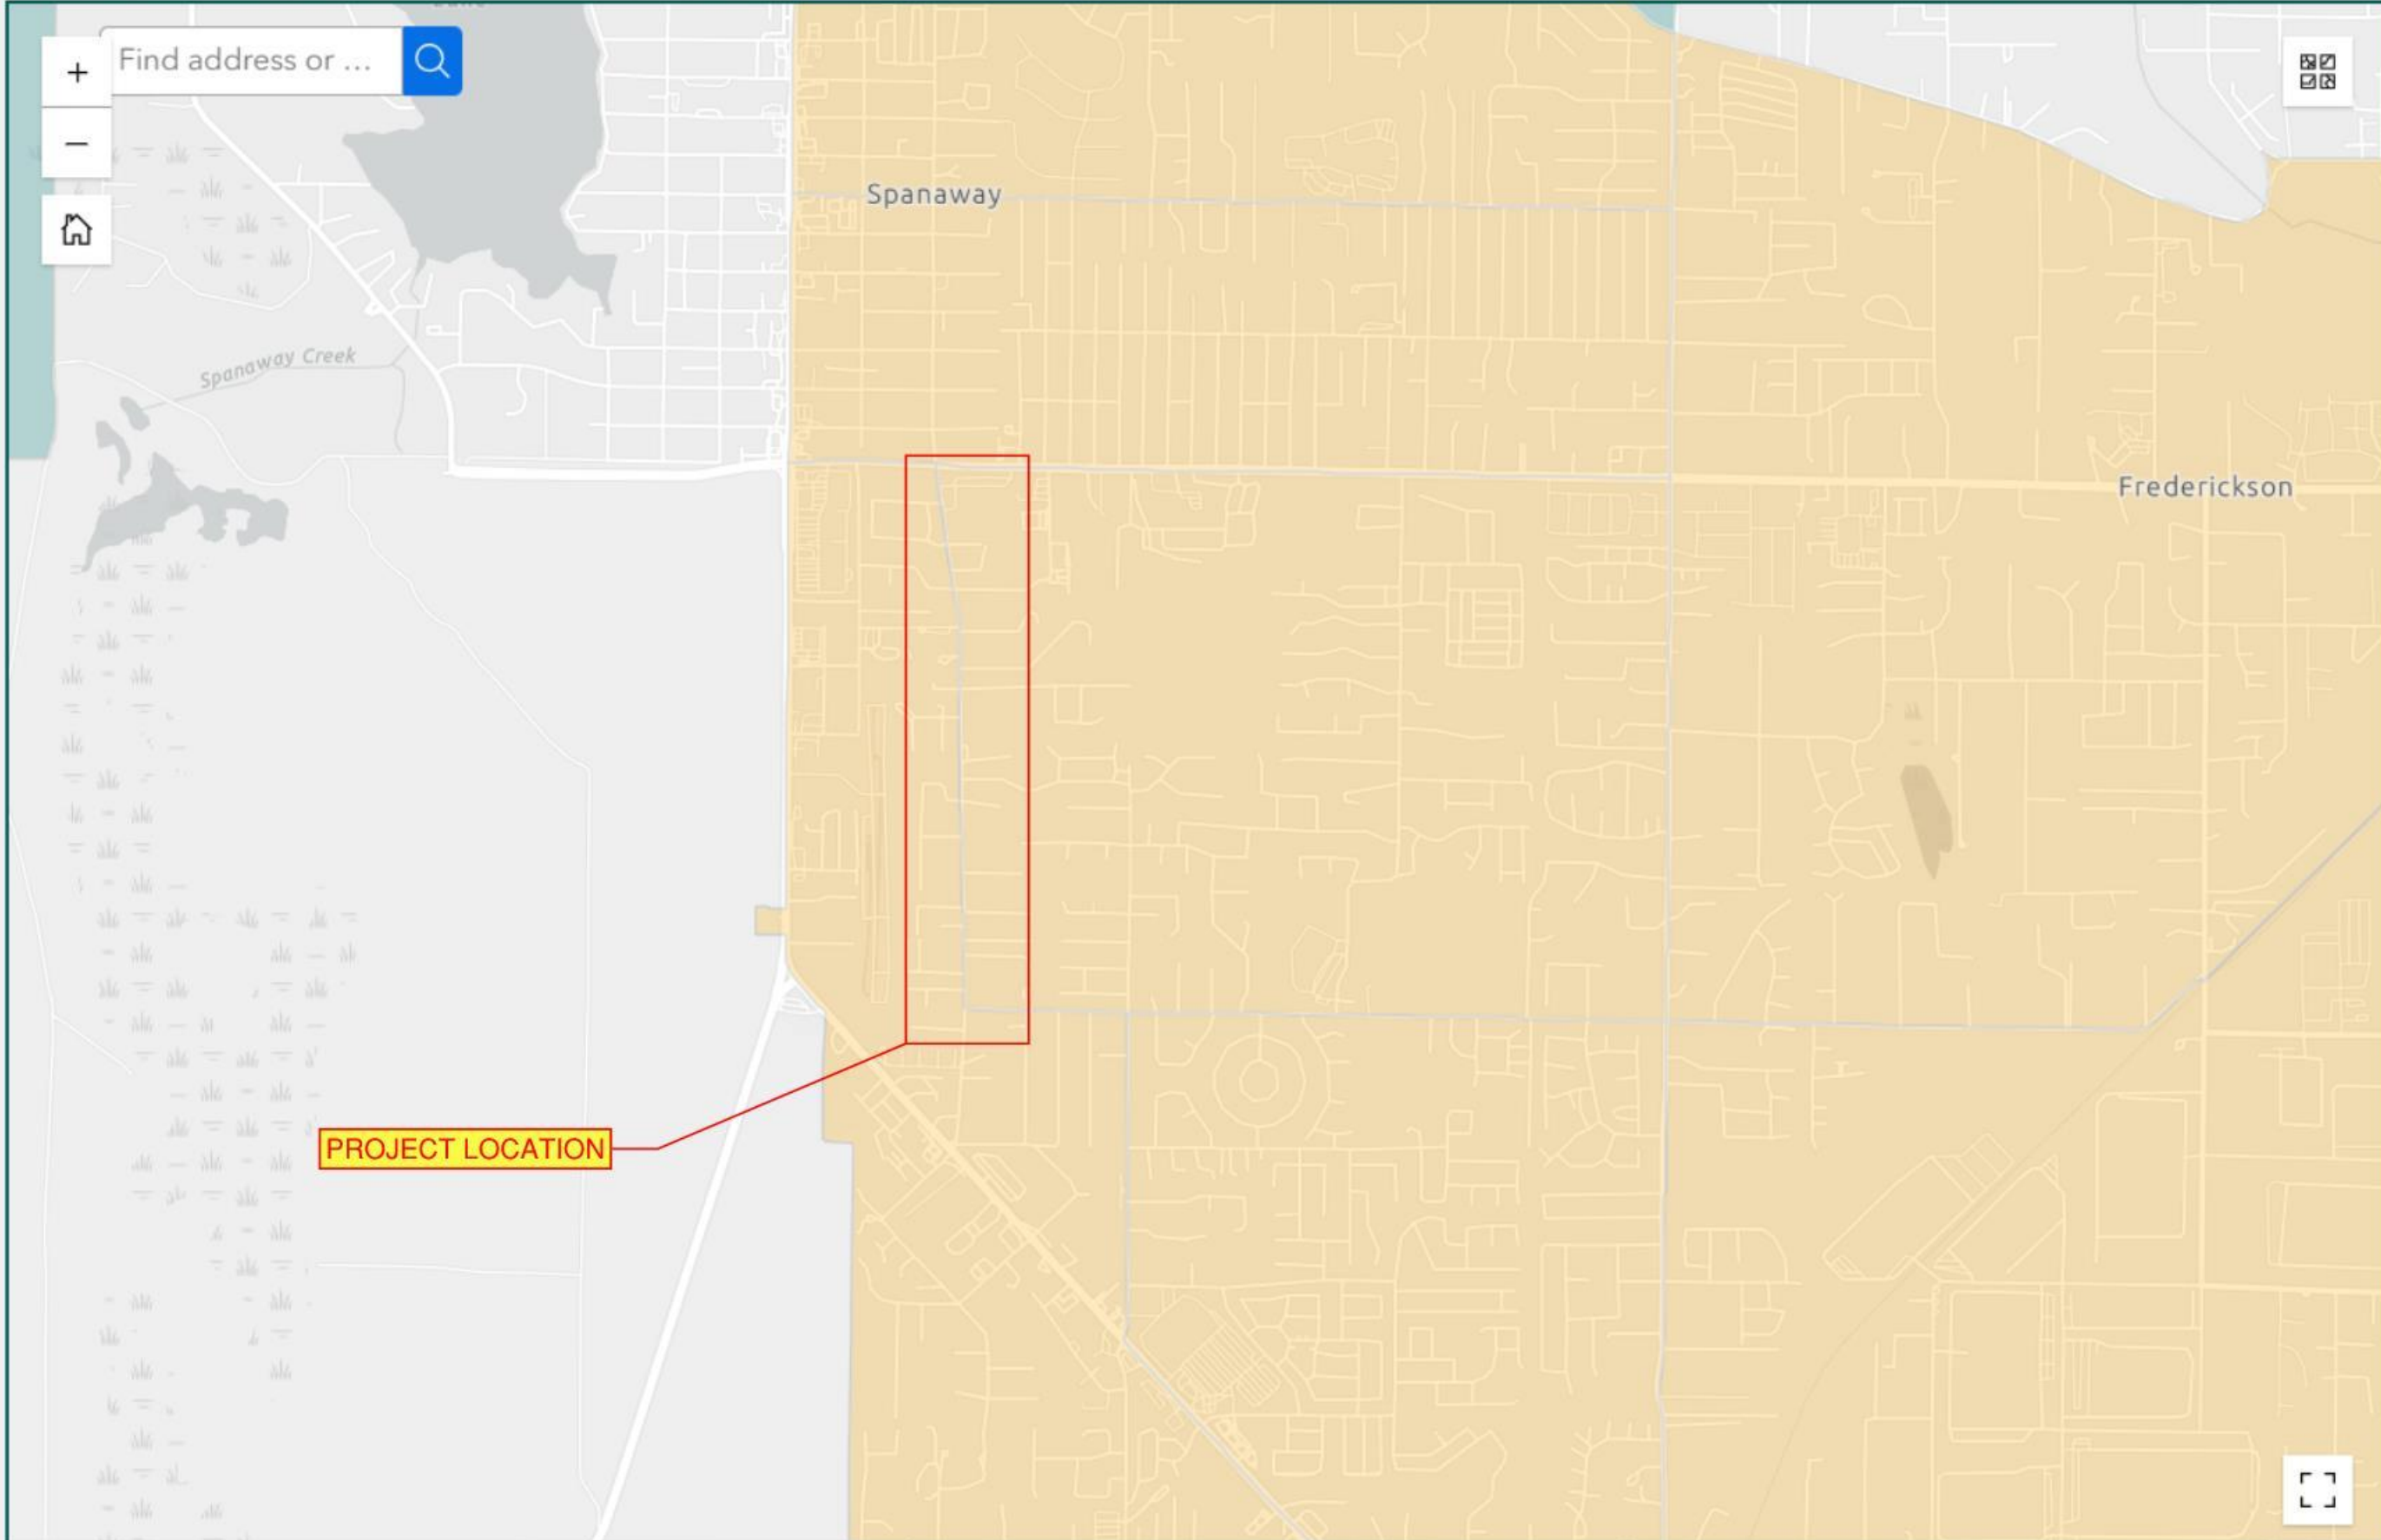 Find address or ...
Spanaway
Spanaway Creek
Frederickson
PROJECT LOCATION